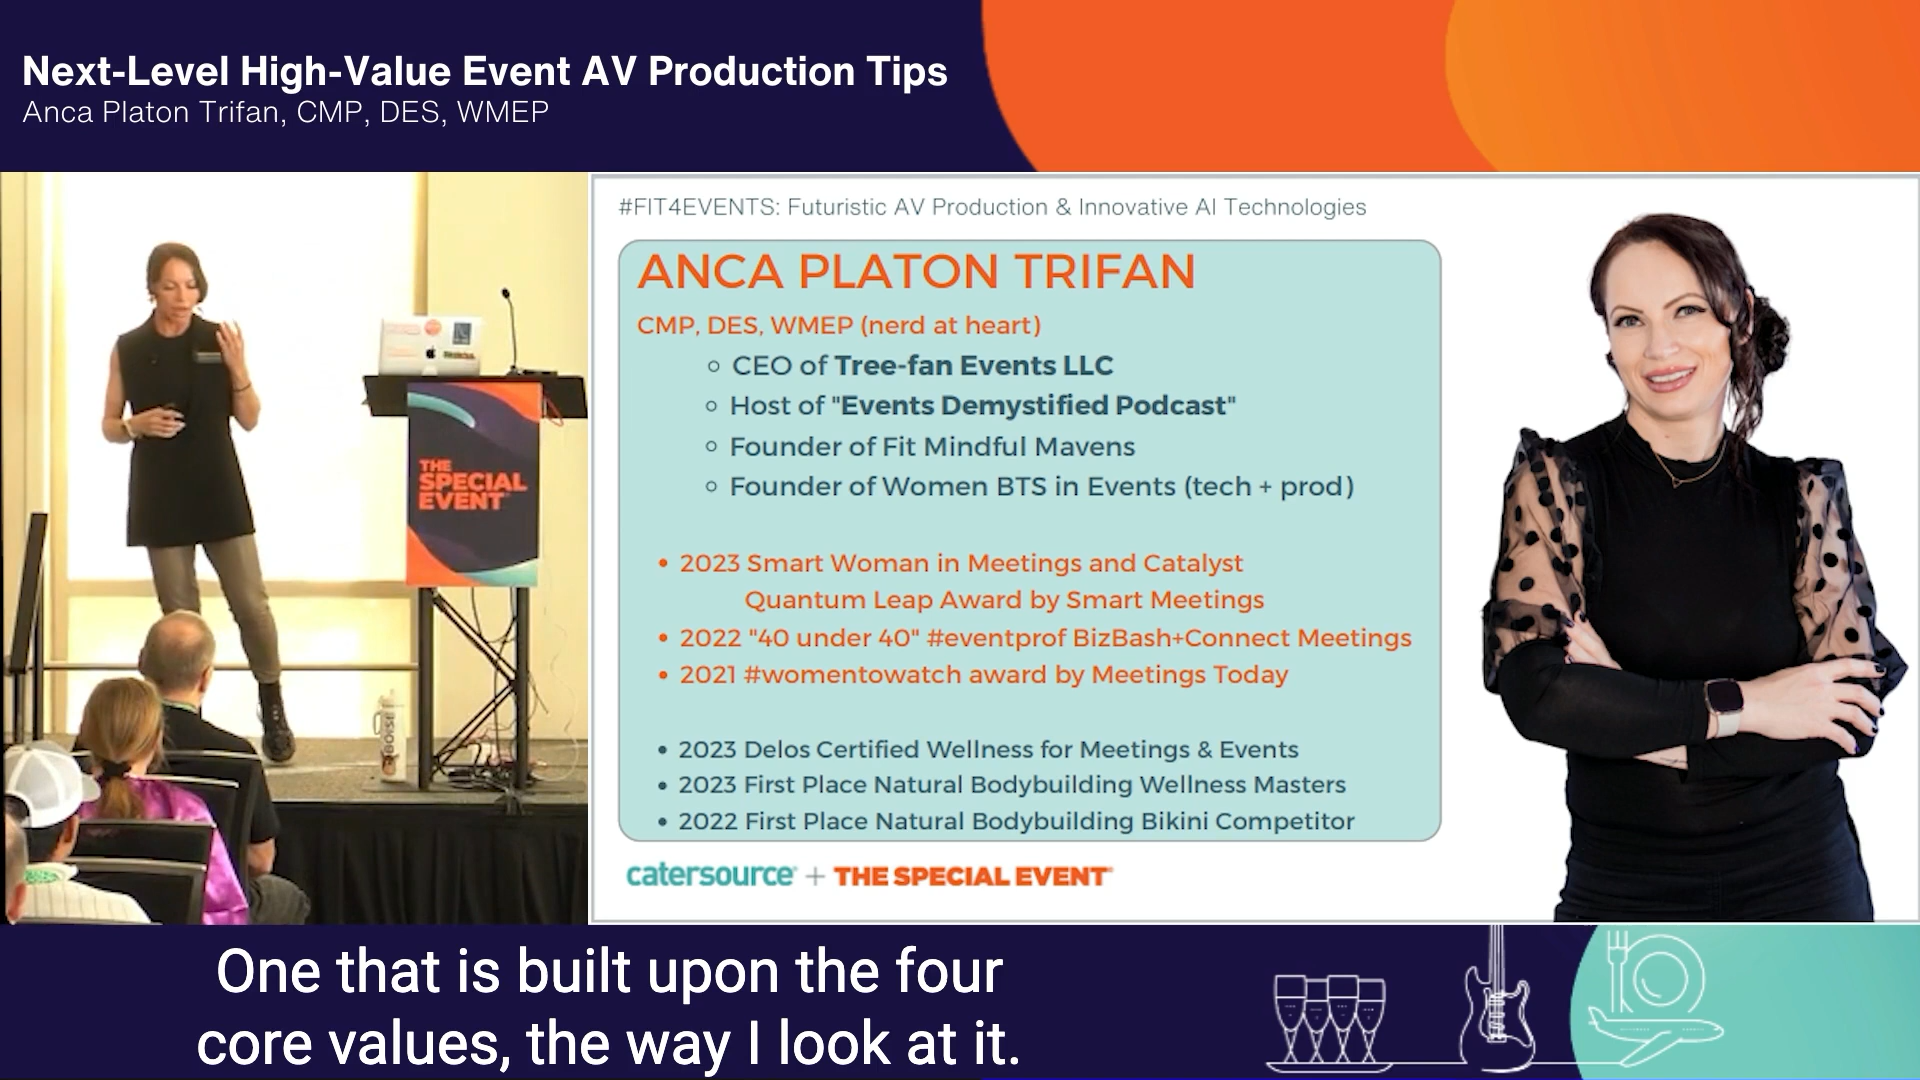 Next-Level High-Value Event AV Production Tips
Anca Platon Trifan, CMP, DES, WMEP
#FIT4EVENTS: Futuristic AV Production & Innovative AI Technologies
ANCA PLATON TRIFAN
CMP, DES, WMEP (nerd at heart)
CEO of Tree-fan Events LLC
Host of "Events Demystified Podcast"
Founder of Fit Mindful Mavens
Founder of Women BTS in Events (tech + prod)
• 2023 Smart Woman in Meetings and Catalyst
Quantum Leap Award by Smart Meetings
• 2022 "40 under 40" #eventprof BizBash+Connect Meetings
• 2021 #womentowatch award by Meetings Today
• 2023 Delos Certified Wellness for Meetings & Events
• 2023 First Place Natural Bodybuilding Wellness Masters
• 2022 First Place Natural Bodybuilding Bikini Competitor
catersource + THE SPECIAL EVENT
THE
SPECIAL
EVENT
BOISE
One that is built upon the four
core values, the way I look at it.